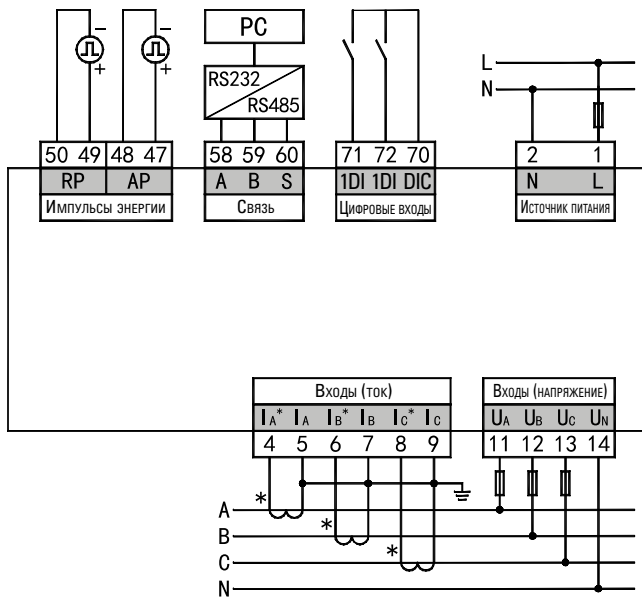 PC
RS232
RS485
L
N
50 49 48 47
58 59 60
71 72 70
2 1
RP AP
A B S
1DI 1DI DIC
N L
Импульсы энергии
Связь
Цифровые входы
Источник питания
Входы (ток)
Входы (напряжение)
IA* IA IB* IB IC* IC
UA UB UC UN
4 5 6 7 8 9
11 12 13 14
*
*
*
A
B
C
N